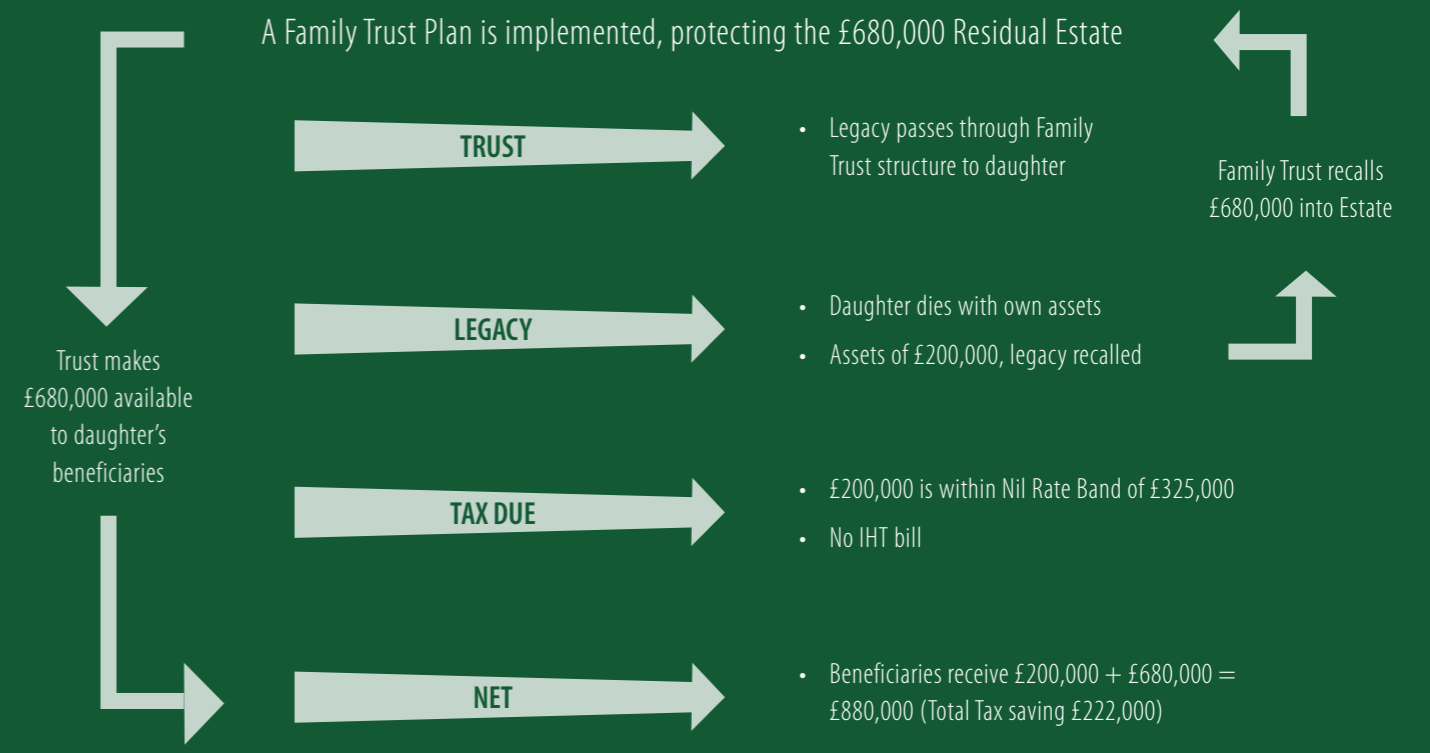 A Family Trust Plan is implemented, protecting the £680,000 Residual Estate
TRUST
• Legacy passes through Family
Trust structure to daughter
Family Trust recalls
£680,000 into Estate
LEGACY
• Daughter dies with own assets
• Assets of £200,000, legacy recalled
Trust makes
£680,000 available
to daughter’s
beneficiaries
TAX DUE
• £200,000 is within Nil Rate Band of £325,000
• No IHT bill
NET
• Beneficiaries receive £200,000 + £680,000 =
£880,000 (Total Tax saving £222,000)